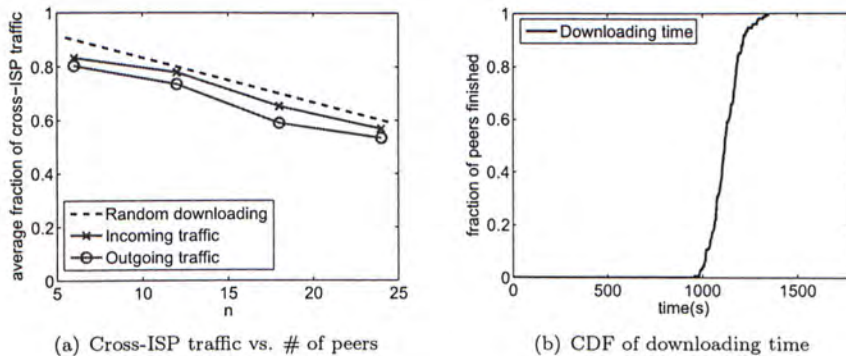 average fraction of cross-ISP traffic
1
0.8
0.6
0.4
0.2
0
Random downloading
Incoming traffic
Outgoing traffic
5
10
15
20
25
n
(a) Cross-ISP traffic vs. # of peers
fraction of peers finished
1
0.8
0.6
0.4
0.2
0
Downloading time
0
500
1000
1500
time(s)
(b) CDF of downloading time